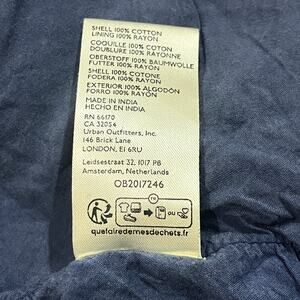 SHELL 100% COTTON
LINING 100% RAYON
COQUILLE 100% COTON
DOUBLURE 100% RAYONNE
OBERSTOFF 100% BAUMWOLLE
FUTTER 100% RAYON
SHELL 100% COTONE
FODERA 100% RAYON
EXTERIOR 100% ALGODÓN
FORRO 100% RAYON
MADE IN INDIA
HECHO EN INDIA
RN 66170
CA 32054
Urban Outfitters, Inc.
146 Brick Lane
LONDON, E1 6RU
Leidsestraat 32, 1017 PB
Amsterdam, Netherlands
OB2017246
FR
OU
quefairedemesdechets.fr